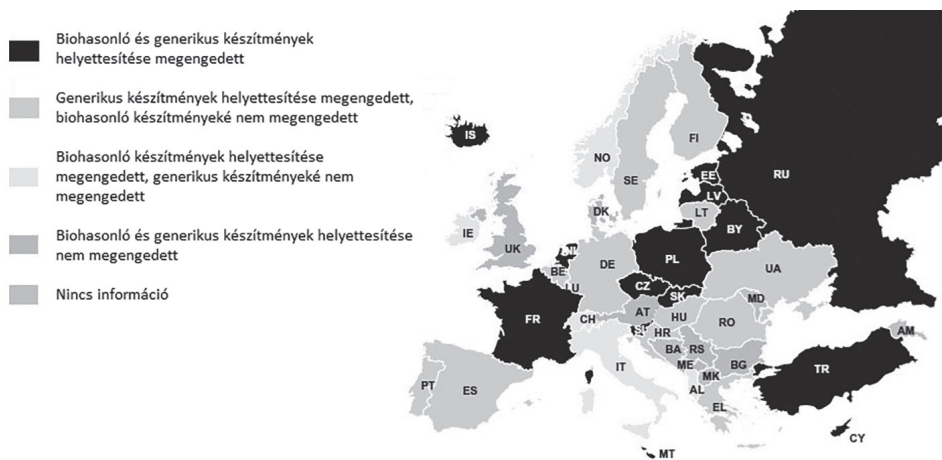 Biohasonló és generikus készítmények
helyettesítése megengedett
Generikus készítmények helyettesítése megengedett,
biohasonló készítményeké nem megengedett
Biohasonló készítmények helyettesítése
megengedett, generikus készítményeké nem
megengedett
Biohasonló és generikus készítmények helyettesítése
nem megengedett
Nincs információ
IS
NO
SE
FI
RU
EE
LV
LT
DK
IE
UK
BY
NL
PL
DE
BE
LU
CZ
SK
UA
FR
CH
AT
HU
MD
RO
HR
BA
RS
IT
ME
BG
MK
AL
AM
TR
PT
ES
EL
CY
MT